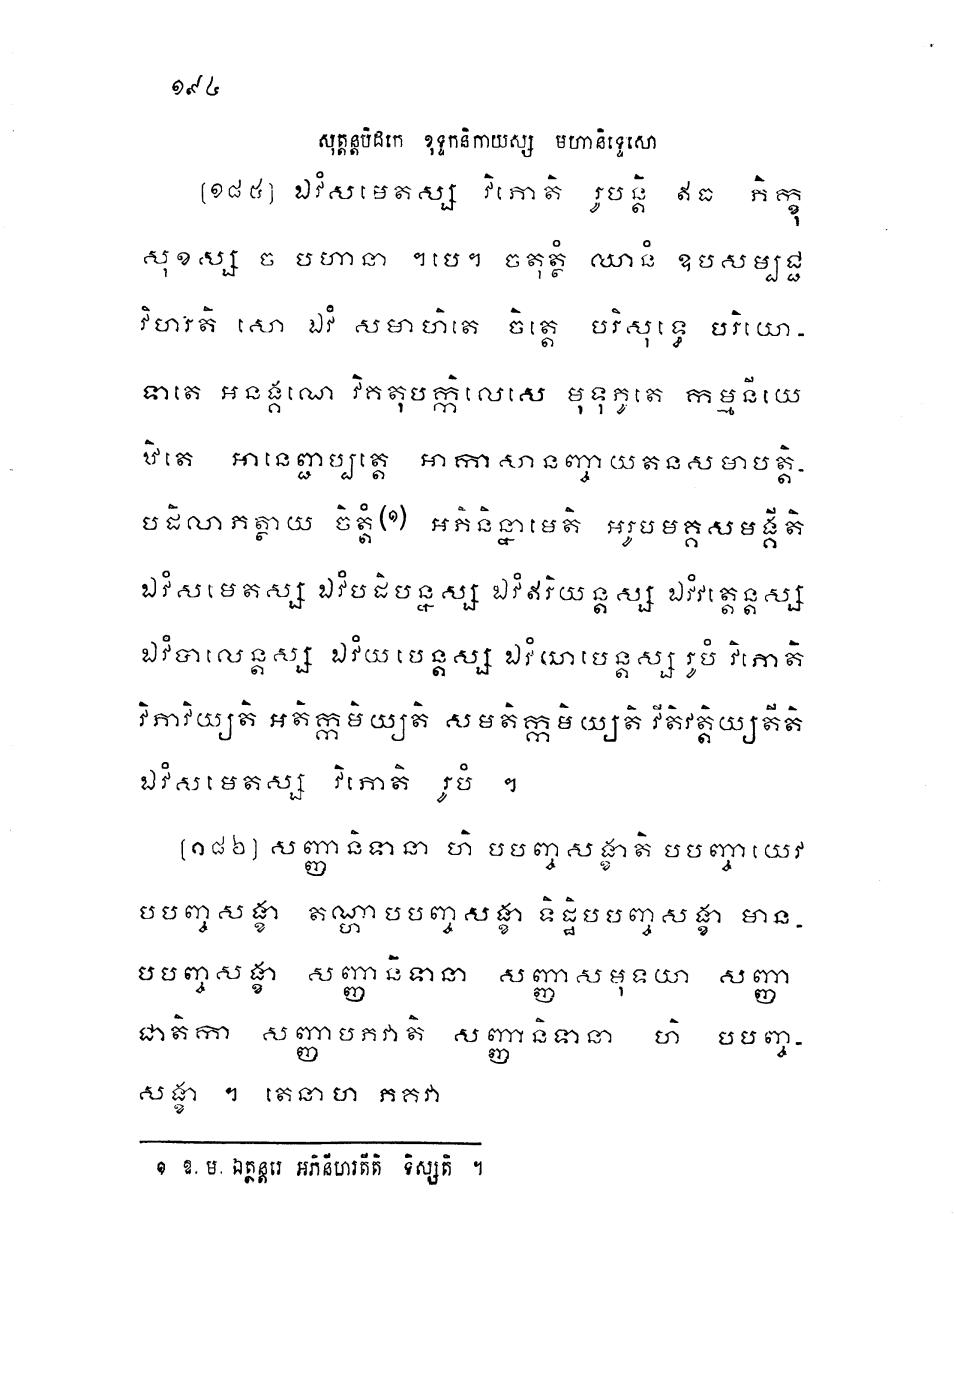 ១៩៤
សុត្តន្តបិដកេ ខុទ្ទកនិកាយស្ស មហានិទ្ទេសោ
[១៨៥] ឯវំសមេតស្ស វិភោតិ រូបន្តិ ឥធ ភិក្ខុ
សុខស្ស ច បហានា ។បេ។ ចតុត្ថំ ឈានំ ឧបសម្បជ្ជ
វិហរតិ សោ ឯវំ សមាហិតេ ចិត្តេ បរិសុទ្ធេ បរិយោ-
ទាតេ អនង្គណេ វិគតុបក្កិលេសេ មុទុភូតេ កម្មនីយេ
ឋិតេ អានេញ្ជាប្បត្តេ អាកាសានញ្ចាយតនសមាបត្តិ-
បដិលាភត្ថាយ ចិត្តំ(១) អភិនិន្នាមេតិ អរូបមគ្គសមង្គីតិ
ឯវំសមេតស្ស ឯវំបដិបន្នស្ស ឯវំឥរិយន្តស្ស ឯវំវត្តេន្តស្ស
ឯវំបាលេន្តស្ស ឯវំយបេន្តស្ស ឯវំយាបេន្តស្ស រូបំ វិភោតិ
វិភាវិយ្យតិ អតិក្កមិយ្យតិ សមតិក្កមិយ្យតិ វីតិវត្តិយ្យតីតិ
ឯវំសមេតស្ស វិភោតិ រូបំ ។
[១៨៦] សញ្ញានិទានា ហិ បបញ្ចសង្ខាតិ បបញ្ចាយេវ
បបញ្ចសង្ខា តណ្ហាបបញ្ចសង្ខា ទិដ្ឋិបបញ្ចសង្ខា មាន-
បបញ្ចសង្ខា សញ្ញានិទានា សញ្ញាសមុទយា សញ្ញា
ជាតិកា សញ្ញាបភវាតិ សញ្ញានិទានា ហិ បបញ្ច-
សង្ខា ។ តេនាហ ភគវា
១ ឱ. ម. ឯត្ថន្តរេ អភិនីហរតីតិ ទិស្សតិ ។